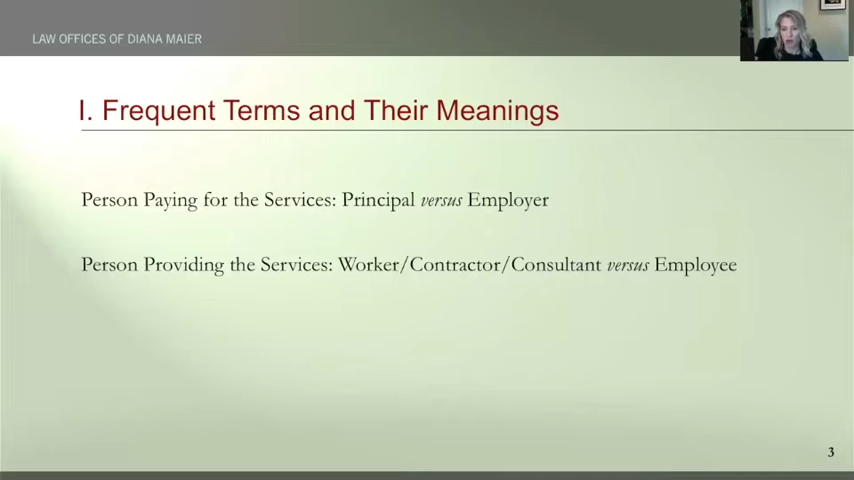 LAW OFFICES OF DIANA MAIER
I. Frequent Terms and Their Meanings
Person Paying for the Services: Principal versus Employer
Person Providing the Services: Worker/Contractor/Consultant versus Employee
3